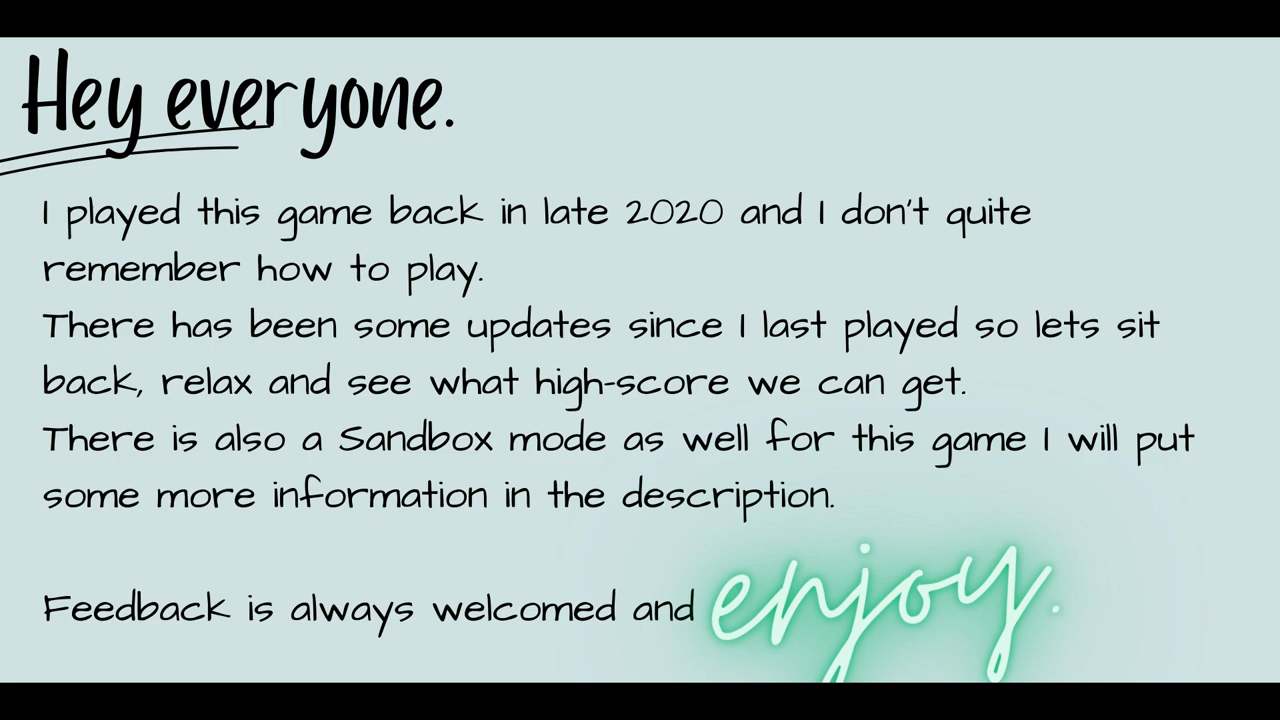 Hey everyone.
I played this game back in late 2020 and I don't quite
remember how to play.
There has been some updates since I last played so lets sit
back, relax and see what high-score we can get.
There is also a Sandbox mode as well for this game I will put
some more information in the description.
Feedback is always welcomed and enjoy.